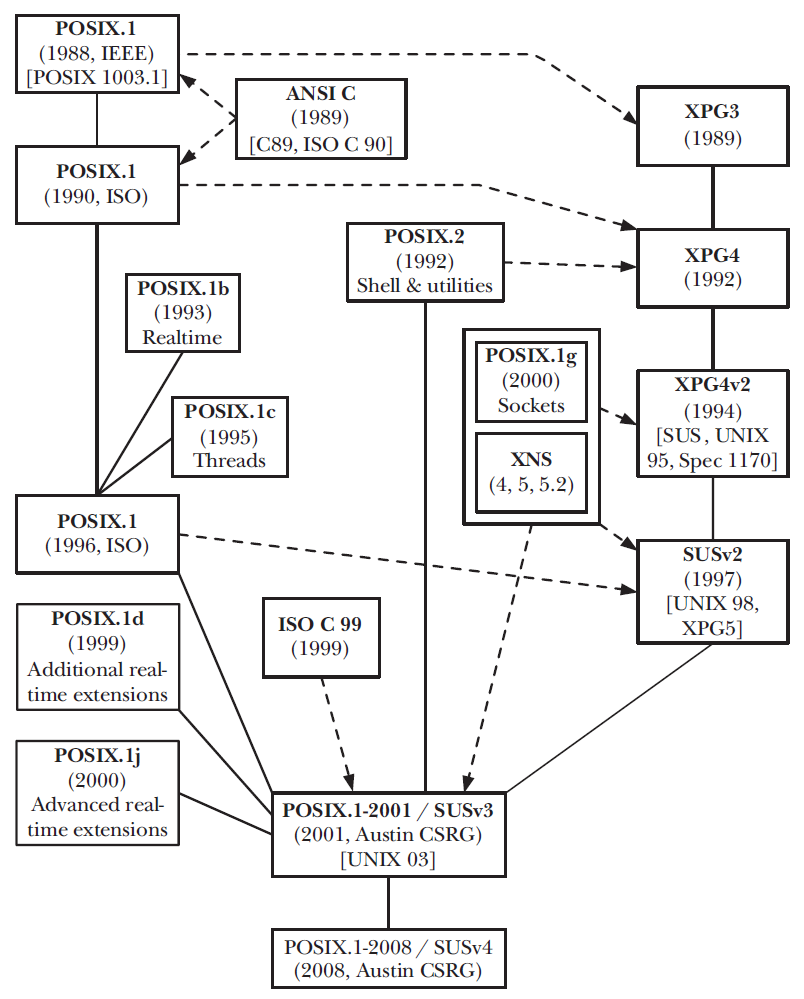 POSIX.1
(1988, IEEE)
[POSIX 1003.1]
ANSI C
(1989)
[C89, ISO C 90]
XPG3
(1989)
POSIX.1
(1990, ISO)
POSIX.2
(1992)
Shell & utilities
XPG4
(1992)
POSIX.1b
(1993)
Realtime
POSIX.1g
(2000)
Sockets
XPG4v2
(1994)
[SUS, UNIX
95, Spec 1170]
POSIX.1c
(1995)
Threads
XNS
(4, 5, 5.2)
POSIX.1
(1996, ISO)
SUSv2
(1997)
[UNIX 98,
XPG5]
POSIX.1d
(1999)
Additional real-
time extensions
ISO C 99
(1999)
POSIX.1j
(2000)
Advanced real-
time extensions
POSIX.1-2001 / SUSv3
(2001, Austin CSRG)
[UNIX 03]
POSIX.1-2008 / SUSv4
(2008, Austin CSRG)